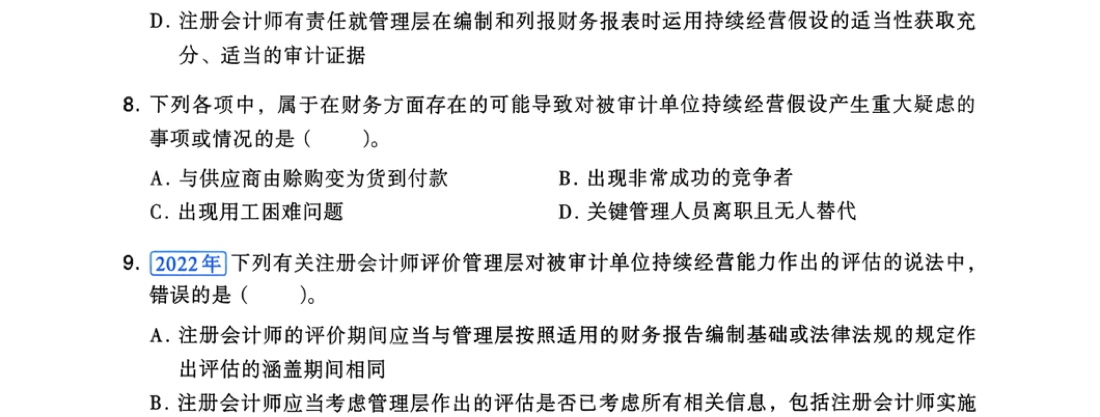 D. 注册会计师有责任就管理层在编制和列报财务报表时运用持续经营假设的适当性获取充
分、适当的审计证据
8. 下列各项中，属于在财务方面存在的可能导致对被审计单位持续经营假设产生重大疑虑的
事项或情况的是（　　）。
A. 与供应商由赊购变为货到付款　　B. 出现非常成功的竞争者
C. 出现用工困难问题　　D. 关键管理人员离职且无人替代
9. 2022年 下列有关注册会计师评价管理层对被审计单位持续经营能力作出的评估的说法中，
错误的是（　　）。
A. 注册会计师的评价期间应当与管理层按照适用的财务报告编制基础或法律法规的规定作
出评估的涵盖期间相同
B. 注册会计师应当考虑管理层作出的评估是否已考虑所有相关信息，包括注册会计师实施